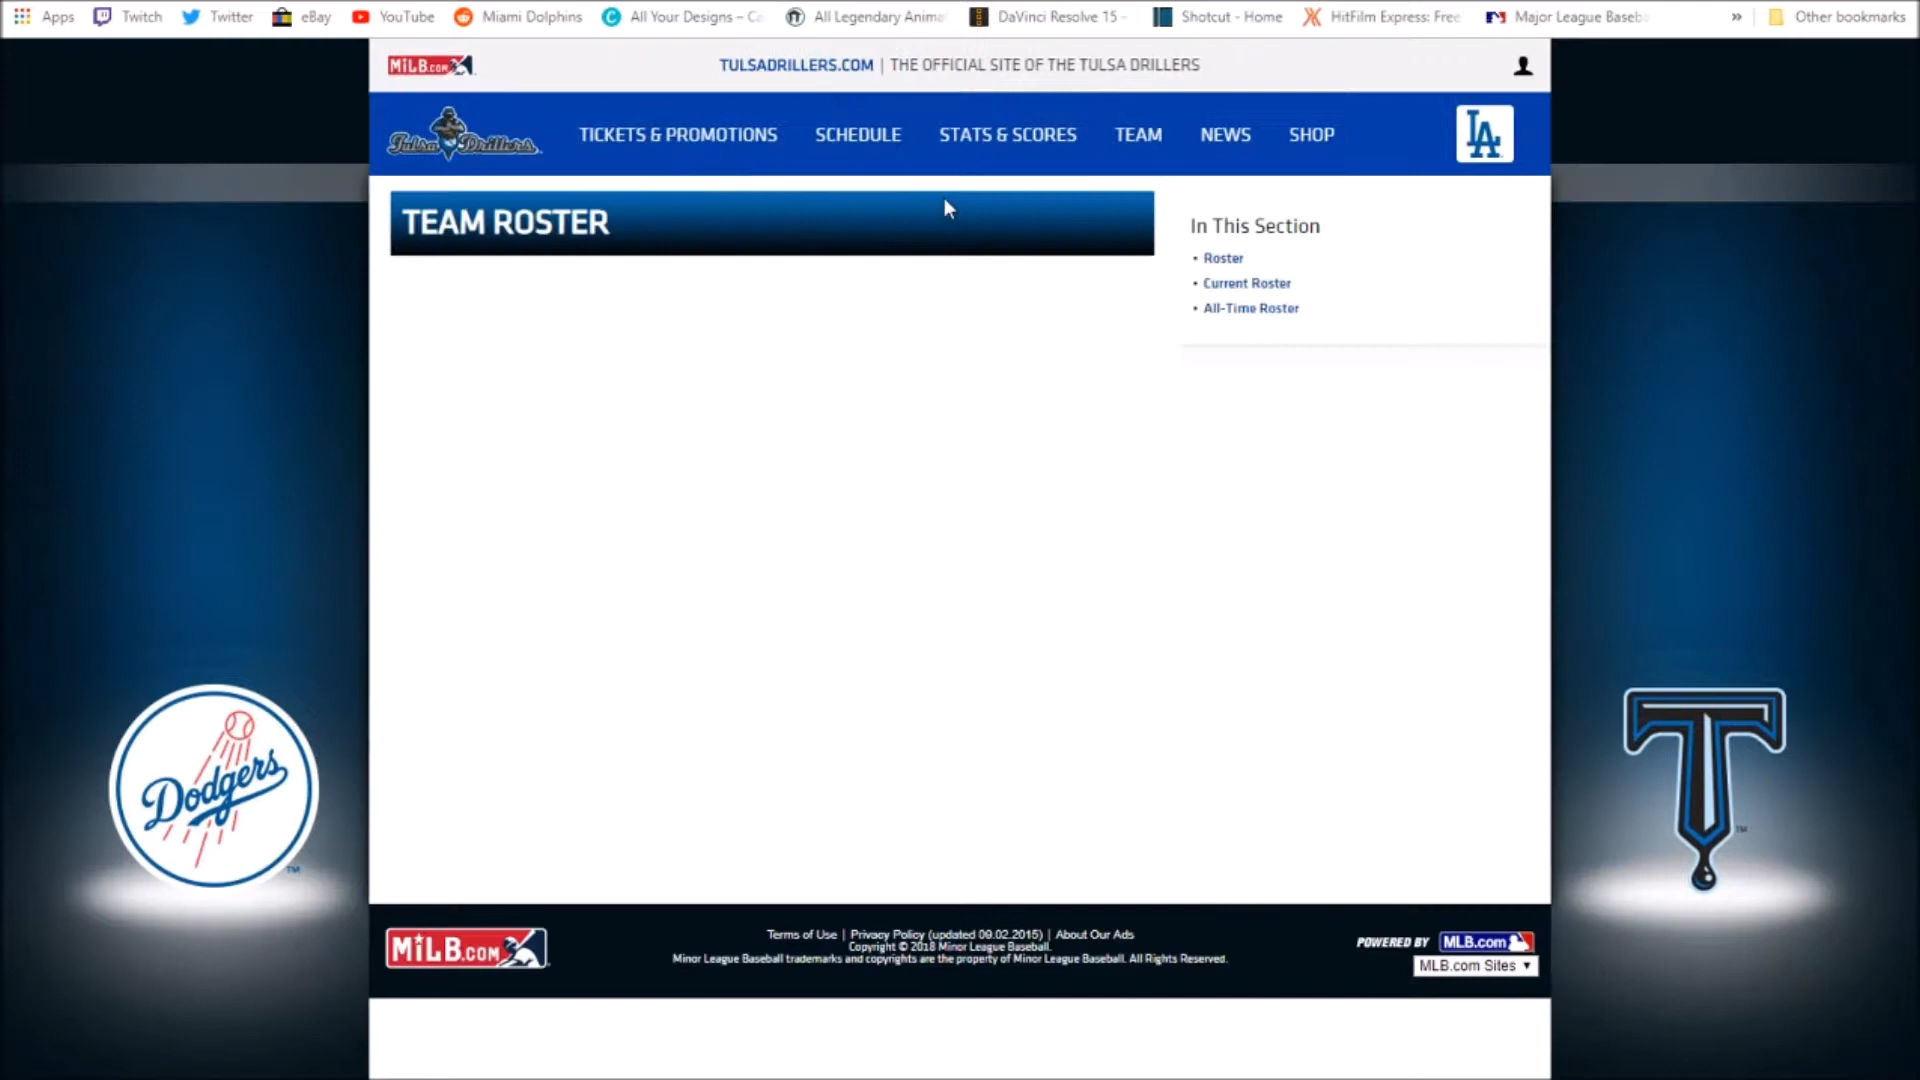 Apps Twitch Twitter eBay YouTube Miami Dolphins All Your Designs – Ca All Legendary Anima DaVinci Resolve 15 – Shotcut - Home HitFilm Express: Free Major League Baseba » Other bookmarks
MiLB.COM TULSADRILLERS.COM | THE OFFICIAL SITE OF THE TULSA DRILLERS
Tulsa Drillers TICKETS & PROMOTIONS SCHEDULE STATS & SCORES TEAM NEWS SHOP LA
TEAM ROSTER
In This Section
• Roster
• Current Roster
• All-Time Roster
Dodgers
TM
T
TM
MiLB.COM
Terms of Use | Privacy Policy (updated 09.02.2015) | About Our Ads
Copyright © 2018 Minor League Baseball.
Minor League Baseball trademarks and copyrights are the property of Minor League Baseball. All Rights Reserved.
POWERED BY MLB.com
MLB.com Sites ▼